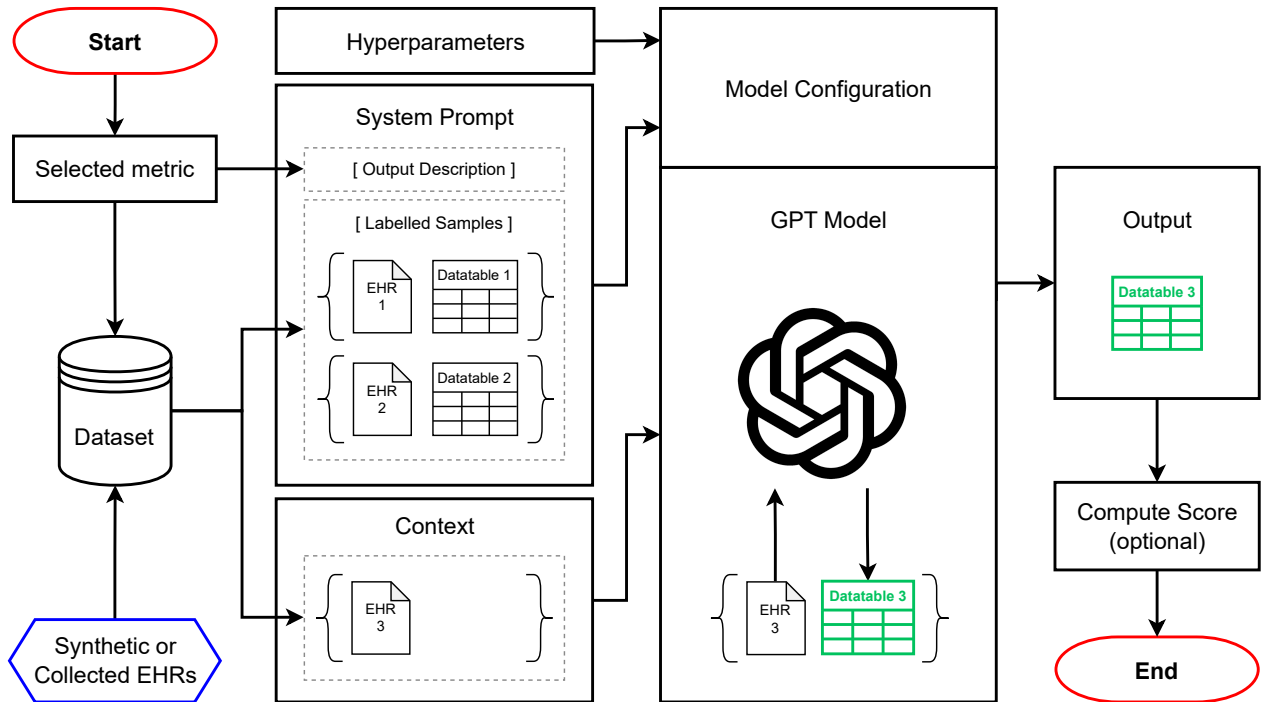 Start
Selected metric
Dataset
Synthetic or
Collected EHRs
Hyperparameters
System Prompt
[ Output Description ]
[ Labelled Samples ]
EHR
1
Datatable 1
EHR
2
Datatable 2
Context
EHR
3
Model Configuration
GPT Model
EHR
3
Datatable 3
Output
Datatable 3
Compute Score
(optional)
End